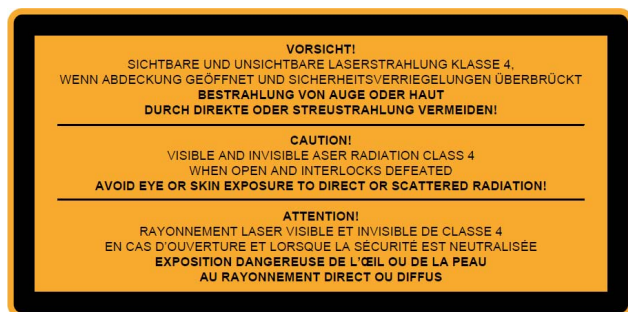 VORSICHT!
SICHTBARE UND UNSICHTBARE LASERSTRAHLUNG KLASSE 4,
WENN ABDECKUNG GEÖFFNET UND SICHERHEITSVERRIEGELUNGEN ÜBERBRÜCKT
BESTRAHLUNG VON AUGE ODER HAUT
DURCH DIREKTE ODER STREUSTRAHLUNG VERMEIDEN!
CAUTION!
VISIBLE AND INVISIBLE ASER RADIATION CLASS 4
WHEN OPEN AND INTERLOCKS DEFEATED
AVOID EYE OR SKIN EXPOSURE TO DIRECT OR SCATTERED RADIATION!
ATTENTION!
RAYONNEMENT LASER VISIBLE ET INVISIBLE DE CLASSE 4
EN CAS D'OUVERTURE ET LORSQUE LA SÉCURITÉ EST NEUTRALISÉE
EXPOSITION DANGEREUSE DE L'ŒIL OU DE LA PEAU
AU RAYONNEMENT DIRECT OU DIFFUS